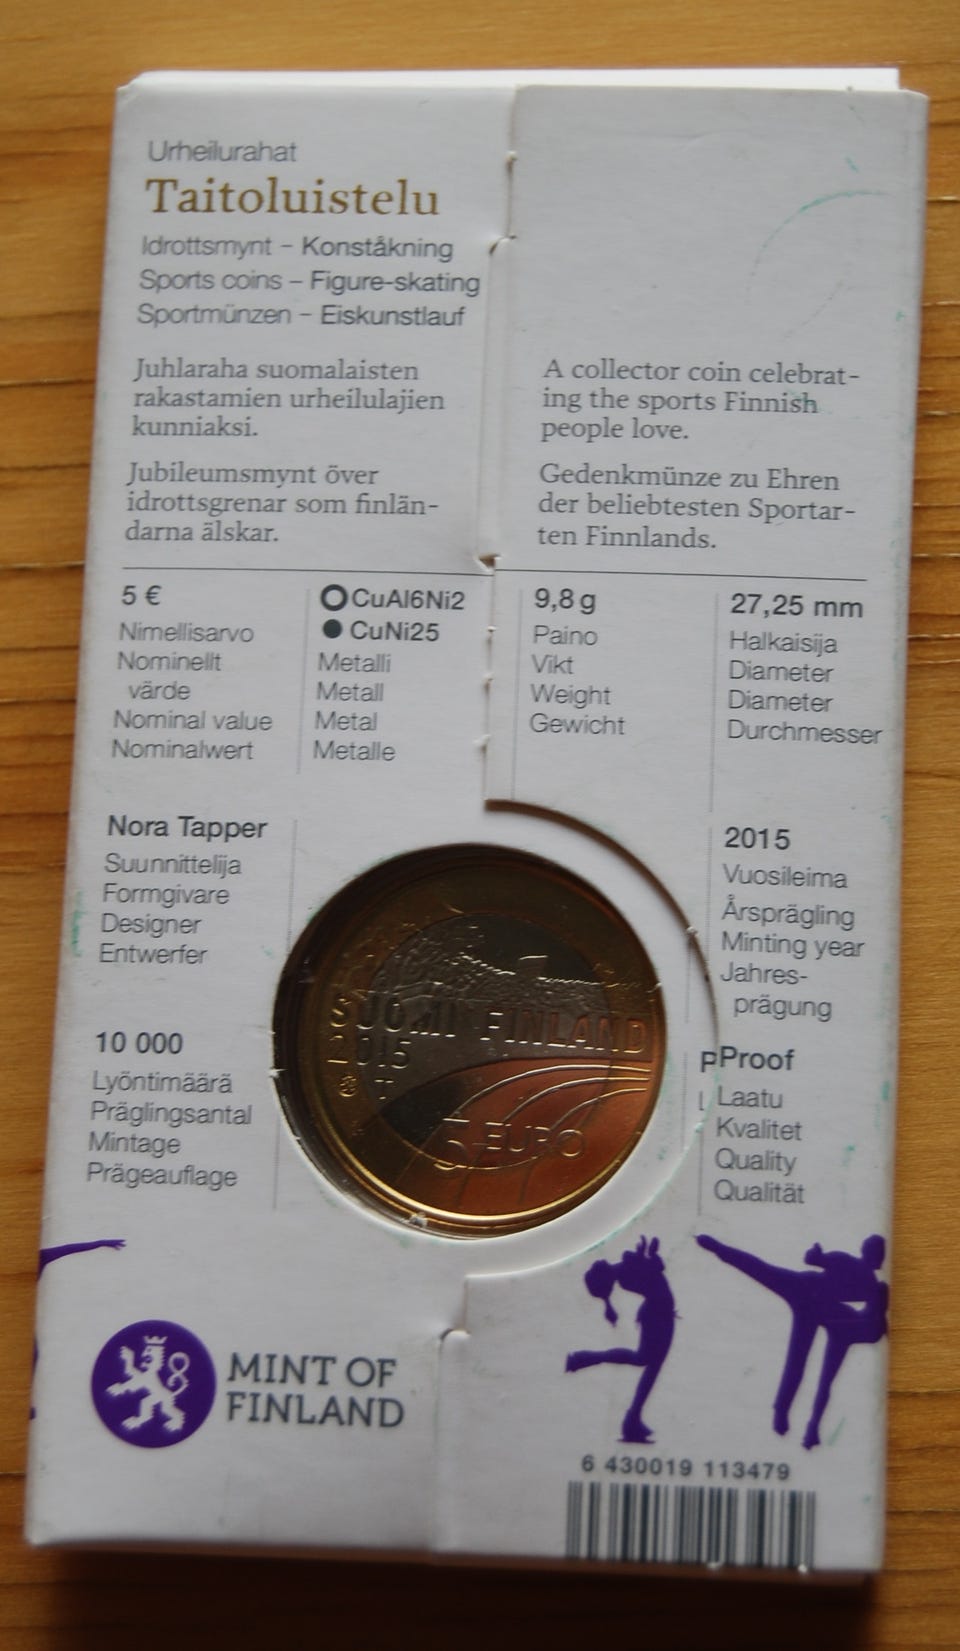 Urheilurahat
Taitoluistelu
Idrottsmynt – Konståkning
Sports coins – Figure-skating
Sportmünzen – Eiskunstlauf
Juhlaraha suomalaisten
rakastamien urheilulajien
kunniaksi.
Jubileumsmynt över
idrottsgrenar som finlän-
darna älskar.
A collector coin celebrat-
ing the sports Finnish
people love.
Gedenkmünze zu Ehren
der beliebtesten Sportar-
ten Finnlands.
5 €
Nimellisarvo
Nominellt
värde
Nominal value
Nominalwert
CuAl6Ni2
CuNi25
Metalli
Metall
Metal
Metalle
9,8 g
Paino
Vikt
Weight
Gewicht
27,25 mm
Halkaisija
Diameter
Diameter
Durchmesser
Nora Tapper
Suunnittelija
Formgivare
Designer
Entwerfer
2015
Vuosileima
Årsprägling
Minting year
Jahres-
prägung
10 000
Lyöntimäärä
Präglingsantal
Mintage
Prägeauflage
Proof
Laatu
Kvalitet
Quality
Qualität
SUOMI FINLAND
2015
T
5 EURO
MINT OF
FINLAND
6 430019 113479